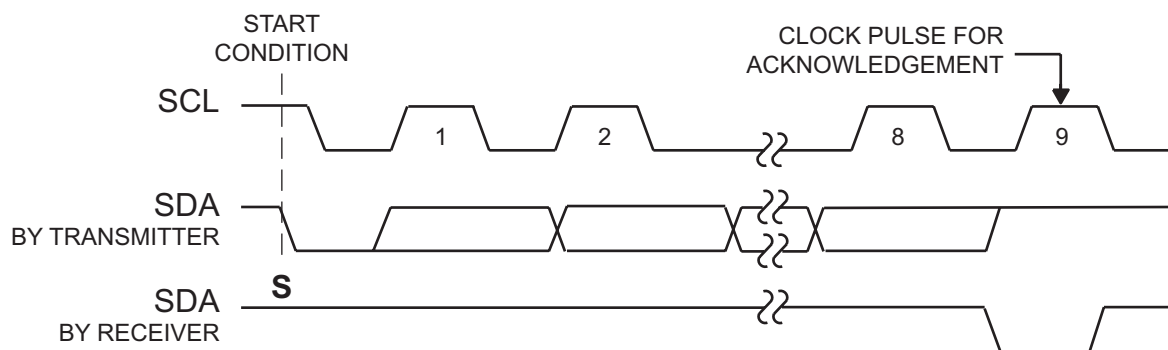 START
CONDITION
CLOCK PULSE FOR
ACKNOWLEDGEMENT
SCL
1
2
8
9
SDA
BY TRANSMITTER
S
SDA
BY RECEIVER